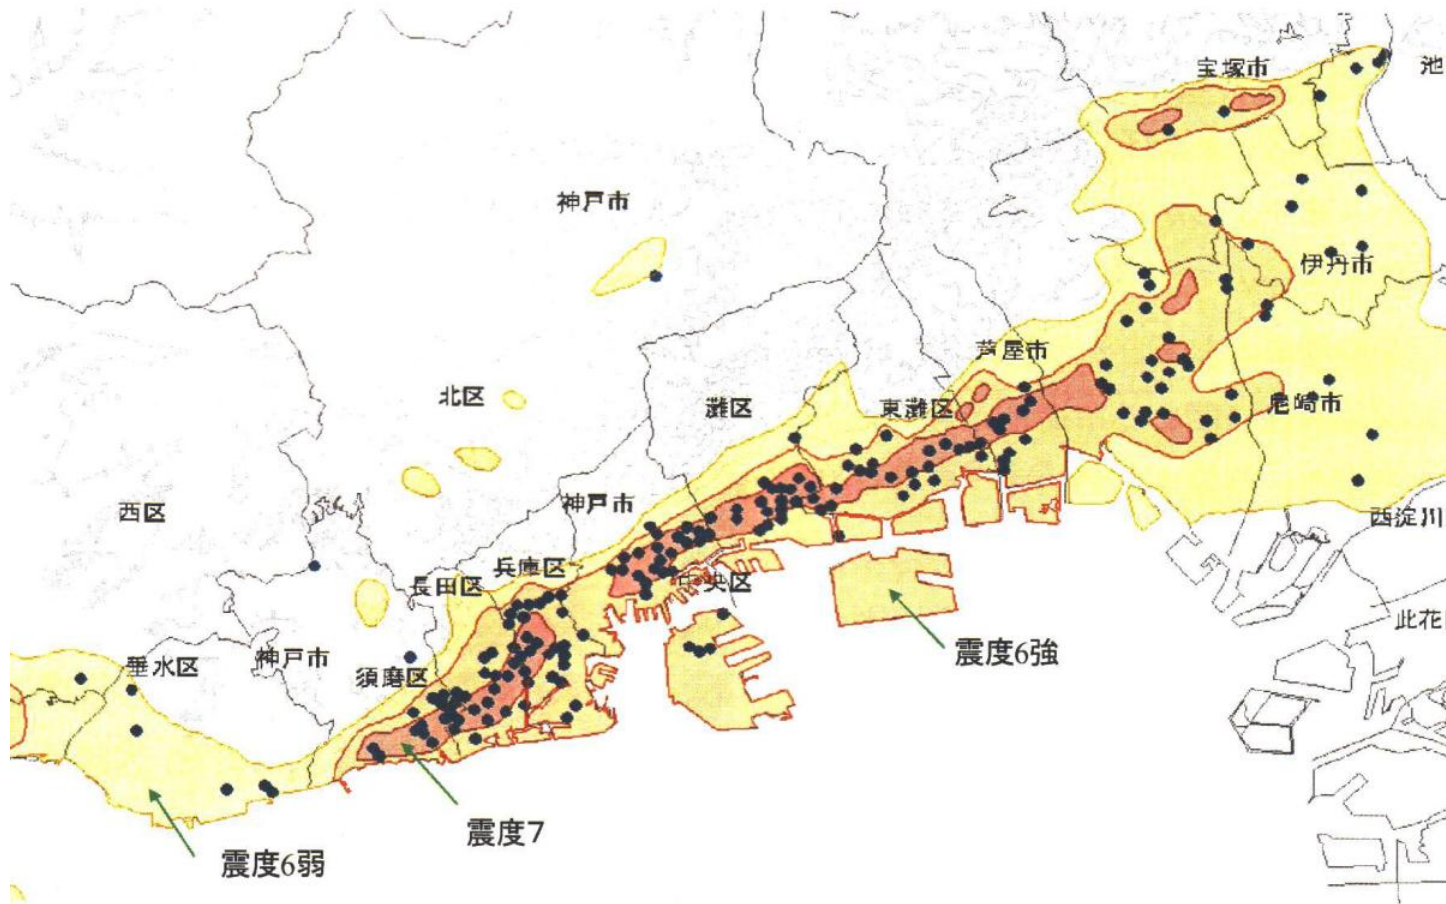 宝塚市
池
神戸市
伊丹市
芦屋市
北区
灘区
東灘区
尼崎市
西区
神戸市
西淀川
兵庫区
長田区
中央区
此花
震度6強
垂水区
神戸市
須磨区
震度7
震度6弱